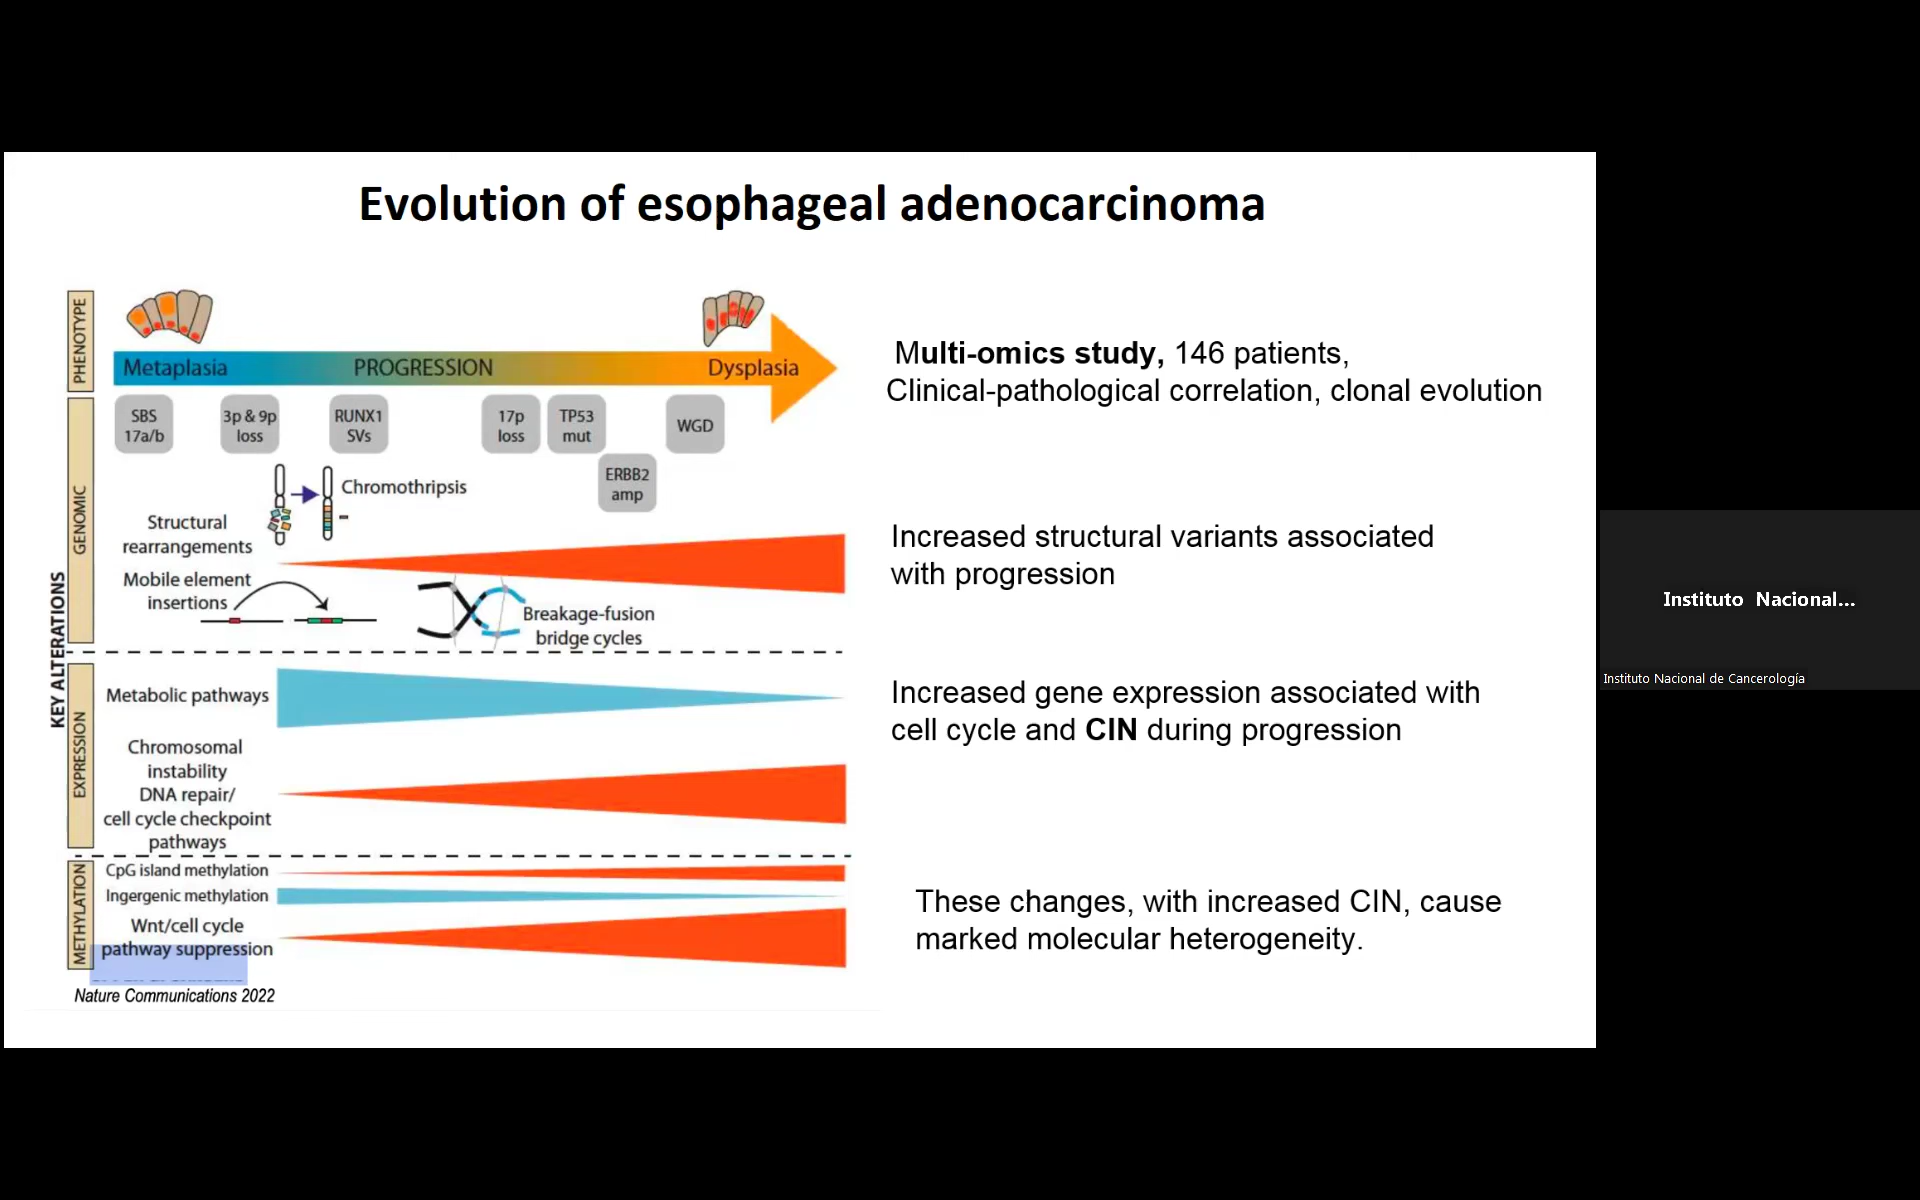 Evolution of esophageal adenocarcinoma
PHENOTYPE
Metaplasia
PROGRESSION
Dysplasia
KEY ALTERATIONS
GENOMIC
SBS
17a/b
3p & 9p
loss
RUNX1
SVs
17p
loss
TP53
mut
WGD
ERBB2
amp
Chromothripsis
Structural
rearrangements
Mobile element
insertions
Breakage-fusion
bridge cycles
EXPRESSION
Metabolic pathways
Chromosomal
instability
DNA repair/
cell cycle checkpoint
pathways
METHYLATION
CpG island methylation
Ingergenic methylation
Wnt/cell cycle
pathway suppression
Nature Communications 2022
Multi-omics study, 146 patients,
Clinical-pathological correlation, clonal evolution
Increased structural variants associated
with progression
Increased gene expression associated with
cell cycle and CIN during progression
These changes, with increased CIN, cause
marked molecular heterogeneity.
Instituto Nacional...
Instituto Nacional de Cancerología